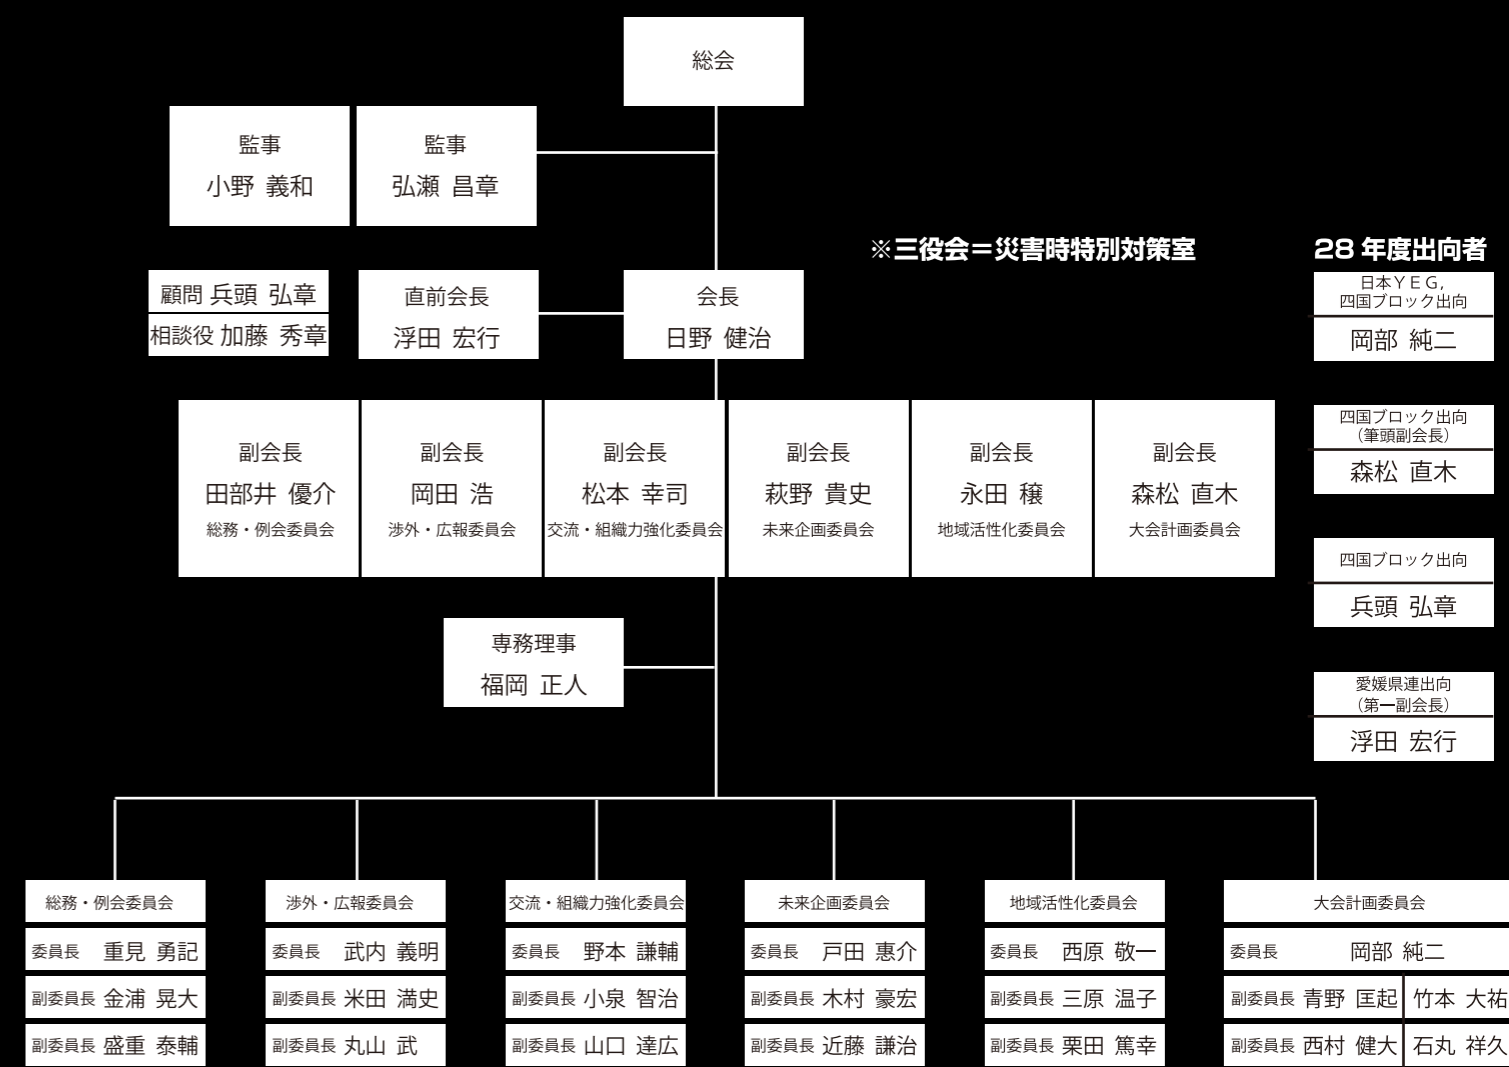 総会
監事
小野 義和
監事
弘瀬 昌章
※三役会＝災害時特別対策室
28 年度出向者
顧問 兵頭 弘章
相談役 加藤 秀章
直前会長
浮田 宏行
会長
日野 健治
日本ＹＥＧ,
四国ブロック出向
岡部 純二
四国ブロック出向
（筆頭副会長）
森松 直木
四国ブロック出向
兵頭 弘章
愛媛県連出向
（第一副会長）
浮田 宏行
副会長
田部井 優介
総務・例会委員会
副会長
岡田 浩
渉外・広報委員会
副会長
松本 幸司
交流・組織力強化委員会
副会長
萩野 貴史
未来企画委員会
副会長
永田 穣
地域活性化委員会
副会長
森松 直木
大会計画委員会
専務理事
福岡 正人
総務・例会委員会
委員長 重見 勇記
副委員長 金浦 晃大
副委員長 盛重 泰輔
渉外・広報委員会
委員長 武内 義明
副委員長 米田 満史
副委員長 丸山 武
交流・組織力強化委員会
委員長 野本 謙輔
副委員長 小泉 智治
副委員長 山口 達広
未来企画委員会
委員長 戸田 惠介
副委員長 木村 豪宏
副委員長 近藤 謙治
地域活性化委員会
委員長 西原 敬一
副委員長 三原 温子
副委員長 栗田 篤幸
大会計画委員会
委員長 岡部 純二
副委員長 青野 匡起 竹本 大祐
副委員長 西村 健大 石丸 祥久